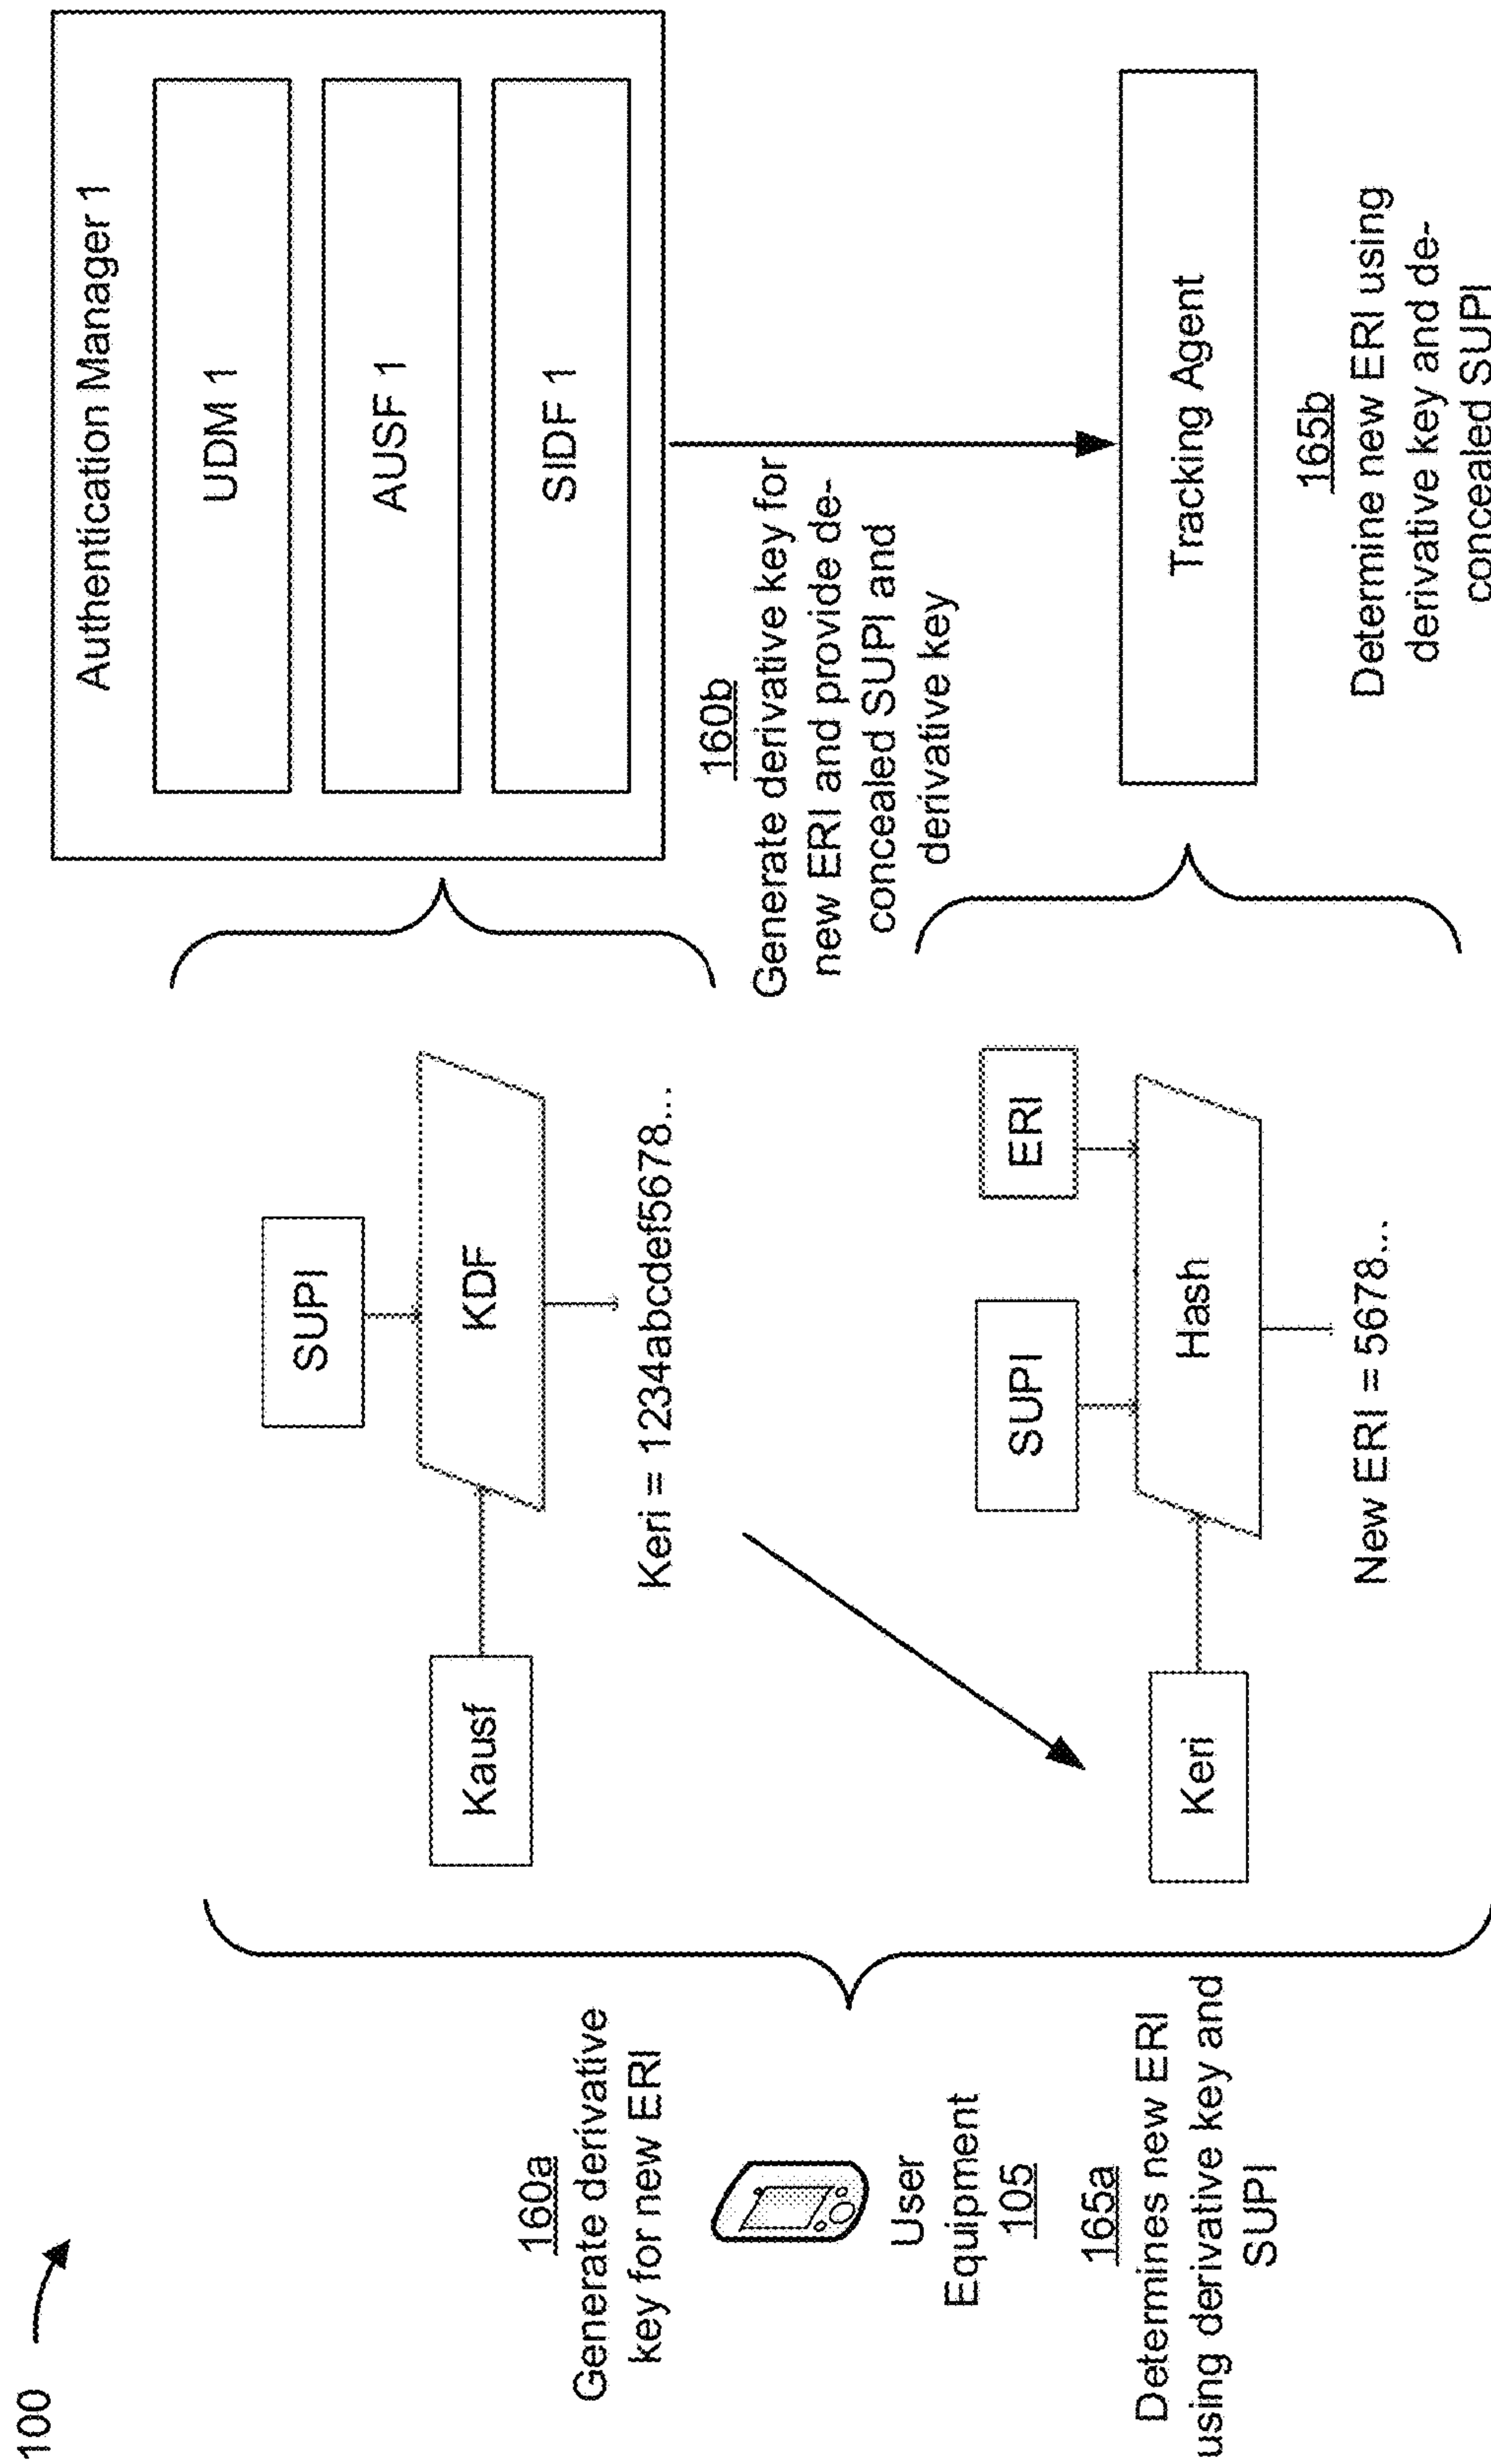 100
160a
Generate derivative
key for new ERI
User
Equipment
105
165a
Determines new ERI
using derivative key and
SUPI
SUPI
Kausf
KDF
Keri = 1234abcdef5678...
SUPI
ERI
Keri
Hash
New ERI = 5678...
Authentication Manager 1
UDM 1
AUSF 1
SIDF 1
160b
Generate derivative key for
new ERI and provide de-
concealed SUPI and
derivative key
Tracking Agent
165b
Determine new ERI using
derivative key and de-
concealed SUPI